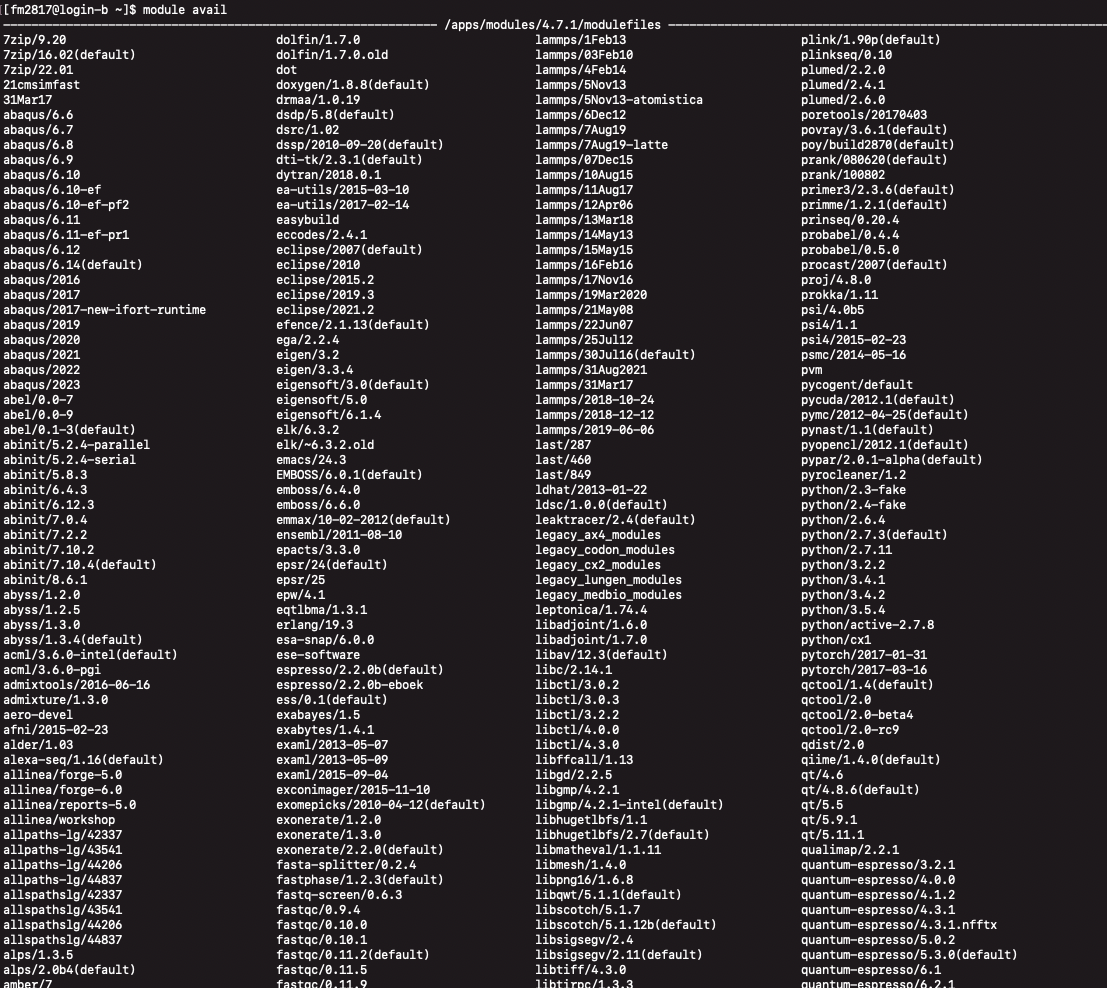 [[fm2817@login-b ~]$ module avail
/apps/modules/4.7.1/modulefiles
7zip/9.20 dolfin/1.7.0 lammps/1Feb13 plink/1.90p(default)
7zip/16.02(default) dolfin/1.7.0.old lammps/03Feb10 plinkseq/0.10
7zip/22.01 dot lammps/4Feb14 plumed/2.2.0
21cmsimfast doxygen/1.8.8(default) lammps/5Nov13 plumed/2.4.1
31Mar17 drmaa/1.0.19 lammps/5Nov13-atomistica plumed/2.6.0
abaqus/6.6 dsdp/5.8(default) lammps/6Dec12 poretools/20170403
abaqus/6.7 dsrc/1.02 lammps/7Aug19 povray/3.6.1(default)
abaqus/6.8 dssp/2010-09-20(default) lammps/7Aug19-latte poy/build2870(default)
abaqus/6.9 dti-tk/2.3.1(default) lammps/07Dec15 prank/080620(default)
abaqus/6.10 dytran/2018.0.1 lammps/10Aug15 prank/100802
abaqus/6.10-ef ea-utils/2015-03-10 lammps/11Aug17 primer3/2.3.6(default)
abaqus/6.10-ef-pf2 ea-utils/2017-02-14 lammps/12Apr06 primme/1.2.1(default)
abaqus/6.11 easybuild lammps/13Mar18 prinseq/0.20.4
abaqus/6.11-ef-pr1 eccodes/2.4.1 lammps/14May13 probabel/0.4.4
abaqus/6.12 eclipse/2007(default) lammps/15May15 probabel/0.5.0
abaqus/6.14(default) eclipse/2010 lammps/16Feb16 procast/2007(default)
abaqus/2016 eclipse/2015.2 lammps/17Nov16 proj/4.8.0
abaqus/2017 eclipse/2019.3 lammps/19Mar2020 prokka/1.11
abaqus/2017-new-ifort-runtime eclipse/2021.2 lammps/21May08 psi/4.0b5
abaqus/2019 efence/2.1.13(default) lammps/22Jun07 psi4/1.1
abaqus/2020 ega/2.2.4 lammps/25Jul12 psi4/2015-02-23
abaqus/2021 eigen/3.2 lammps/30Jul16(default) psmc/2014-05-16
abaqus/2022 eigen/3.3.4 lammps/31Aug2021 pvm
abaqus/2023 eigensoft/3.0(default) lammps/31Mar17 pycogent/default
abel/0.0-7 eigensoft/5.0 lammps/2018-10-24 pycuda/2012.1(default)
abel/0.0-9 eigensoft/6.1.4 lammps/2018-12-12 pymc/2012-04-25(default)
abel/0.1-3(default) elk/6.3.2 lammps/2019-06-06 pynast/1.1(default)
abinit/5.2.4-parallel elk/~6.3.2.old last/287 pyopencl/2012.1(default)
abinit/5.2.4-serial emacs/24.3 last/460 pypar/2.0.1-alpha(default)
abinit/5.8.3 EMBOSS/6.0.1(default) last/849 pyrocleaner/1.2
abinit/6.4.3 emboss/6.4.0 ldhat/2013-01-22 python/2.3-fake
abinit/6.12.3 emboss/6.6.0 ldsc/1.0.0(default) python/2.4-fake
abinit/7.0.4 emmax/10-02-2012(default) leaktracer/2.4(default) python/2.6.4
abinit/7.2.2 ensembl/2011-08-10 legacy_ax4_modules python/2.7.3(default)
abinit/7.10.2 epacts/3.3.0 legacy_codon_modules python/2.7.11
abinit/7.10.4(default) epsr/24(default) legacy_cx2_modules python/3.2.2
abinit/8.6.1 epsr/25 legacy_lungen_modules python/3.4.1
abyss/1.2.0 epw/4.1 legacy_medbio_modules python/3.4.2
abyss/1.2.5 eqtlbma/1.3.1 leptonica/1.74.4 python/3.5.4
abyss/1.3.0 erlang/19.3 libadjoint/1.6.0 python/active-2.7.8
abyss/1.3.4(default) esa-snap/6.0.0 libadjoint/1.7.0 python/cx1
acml/3.6.0-intel(default) ese-software libav/12.3(default) pytorch/2017-01-31
acml/3.6.0-pgi espresso/2.2.0b(default) libc/2.14.1 pytorch/2017-03-16
admixtools/2016-06-16 espresso/2.2.0b-eboek libctl/3.0.2 qctool/1.4(default)
admixture/1.3.0 ess/0.1(default) libctl/3.0.3 qctool/2.0
aero-devel exabayes/1.5 libctl/3.2.2 qctool/2.0-beta4
afni/2015-02-23 exabytes/1.4.1 libctl/4.0.0 qctool/2.0-rc9
alder/1.03 examl/2013-05-07 libctl/4.3.0 qdist/2.0
alexa-seq/1.16(default) examl/2013-05-09 libffcall/1.13 qiime/1.4.0(default)
allinea/forge-5.0 examl/2015-09-04 libgd/2.2.5 qt/4.6
allinea/forge-6.0 exconimager/2015-11-10 libgmp/4.2.1 qt/4.8.6(default)
allinea/reports-5.0 exomepicks/2010-04-12(default) libgmp/4.2.1-intel(default) qt/5.5
allinea/workshop exonerate/1.2.0 libhugetlbfs/1.1 qt/5.9.1
allpaths-lg/42337 exonerate/1.3.0 libhugetlbfs/2.7(default) qt/5.11.1
allpaths-lg/43541 exonerate/2.2.0(default) libmatheval/1.1.11 qualimap/2.2.1
allpaths-lg/44206 fasta-splitter/0.2.4 libmesh/1.4.0 quantum-espresso/3.2.1
allpaths-lg/44837 fastphase/1.2.3(default) libpng16/1.6.8 quantum-espresso/4.0.0
allspathslg/42337 fastq-screen/0.6.3 libqwt/5.1.1(default) quantum-espresso/4.1.2
allspathslg/43541 fastqc/0.9.4 libscotch/5.1.7 quantum-espresso/4.3.1
allspathslg/44206 fastqc/0.10.0 libscotch/5.1.12b(default) quantum-espresso/4.3.1.nfftx
allspathslg/44837 fastqc/0.10.1 libsigsegv/2.4 quantum-espresso/5.0.2
alps/1.3.5 fastqc/0.11.2(default) libsigsegv/2.11(default) quantum-espresso/5.3.0(default)
alps/2.0b4(default) fastqc/0.11.5 libtiff/4.3.0 quantum-espresso/6.1
amber/7 fastqc/0.11.9 libtirpc/1.3.3 quantum-espresso/6.2.1